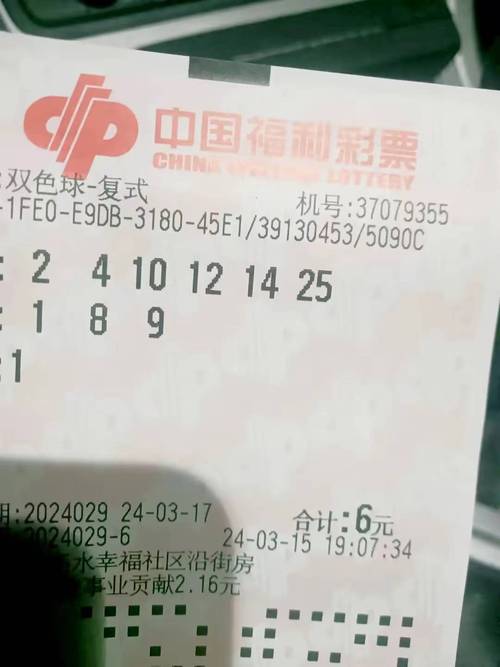 中国福利彩票
CHINA WELFARE LOTTERY
:双色球-复式 机号:37079355
-1FE0-E9DB-3180-45E1/39130453/5090C
: 2 4 10 12 14 25
: 1 8 9
:1
期:2024029 24-03-17 合计:6元
2024029-6 24-03-15 19:07:34
水幸福社区沿街房
事业贡献2.16元